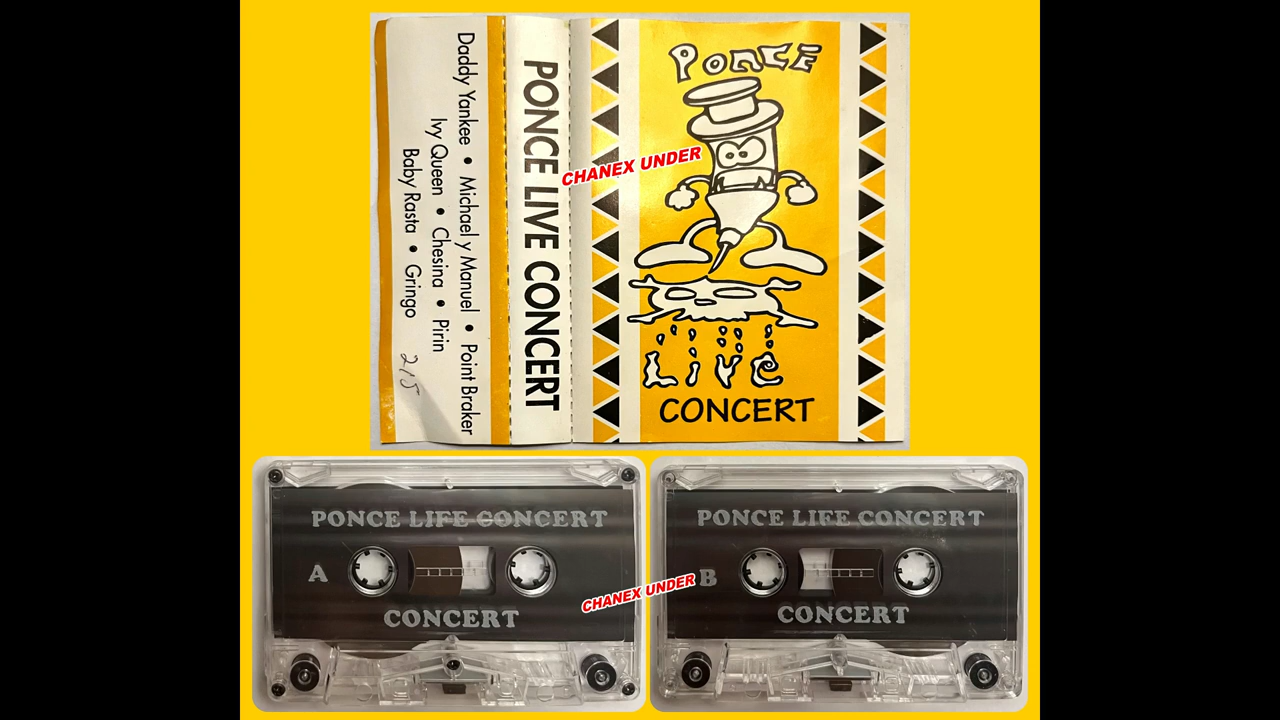 Daddy Yankee • Michael y Manuel • Point Braker
Ivy Queen • Chesina • Pirin
Baby Rasta • Gringo
215
PONCE LIVE CONCERT
PONCE
LIVE
CONCERT
CHANEX UNDER
PONCE LIFE CONCERT
A
CONCERT
CHANEX UNDER
PONCE LIFE CONCERT
B
CONCERT